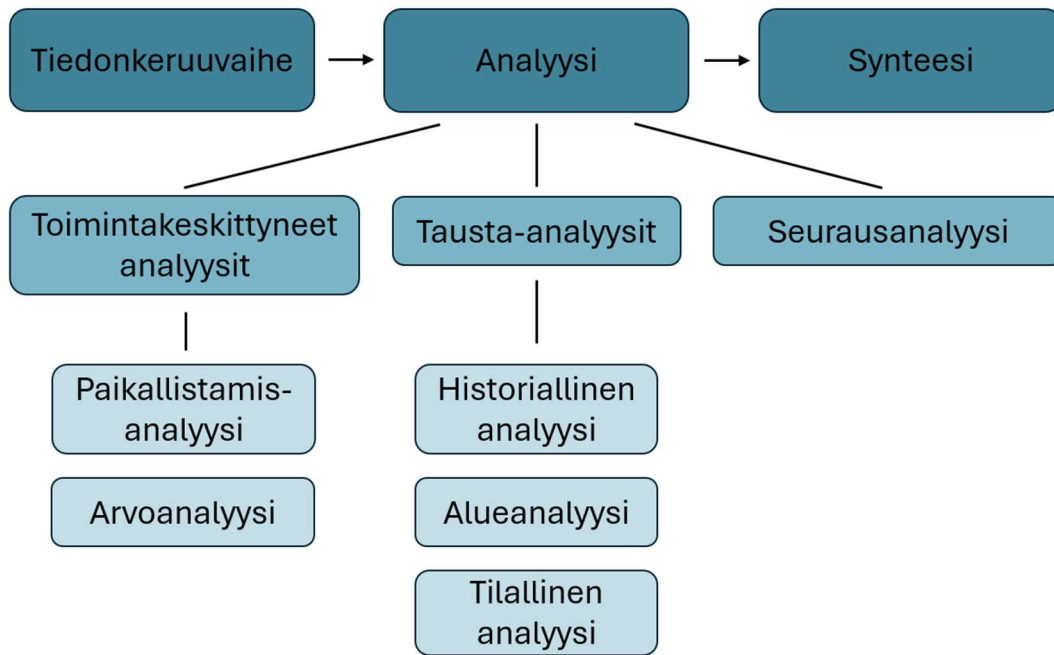 Tiedonkeruuvaihe
Analyysi
Synteesi
Toimintakeskittyneet
analyysit
Tausta-analyysit
Seurausanalyysi
Paikallistamis-
analyysi
Arvoanalyysi
Historiallinen
analyysi
Alueanalyysi
Tilallinen
analyysi